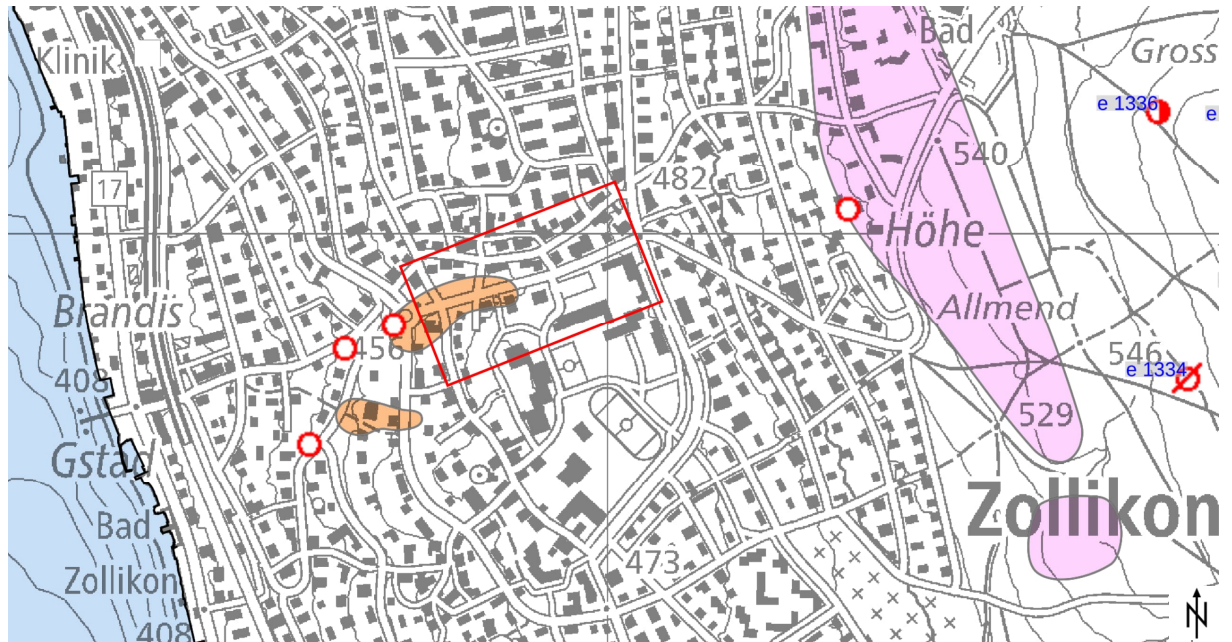 Bad
Klinik
Gross
e 1336
e
540
17
482
Höhe
Brandis
Allmend
456
546
e 1334
408
529
Gstad
Zollikon
Bad
473
Zollikon
408
N